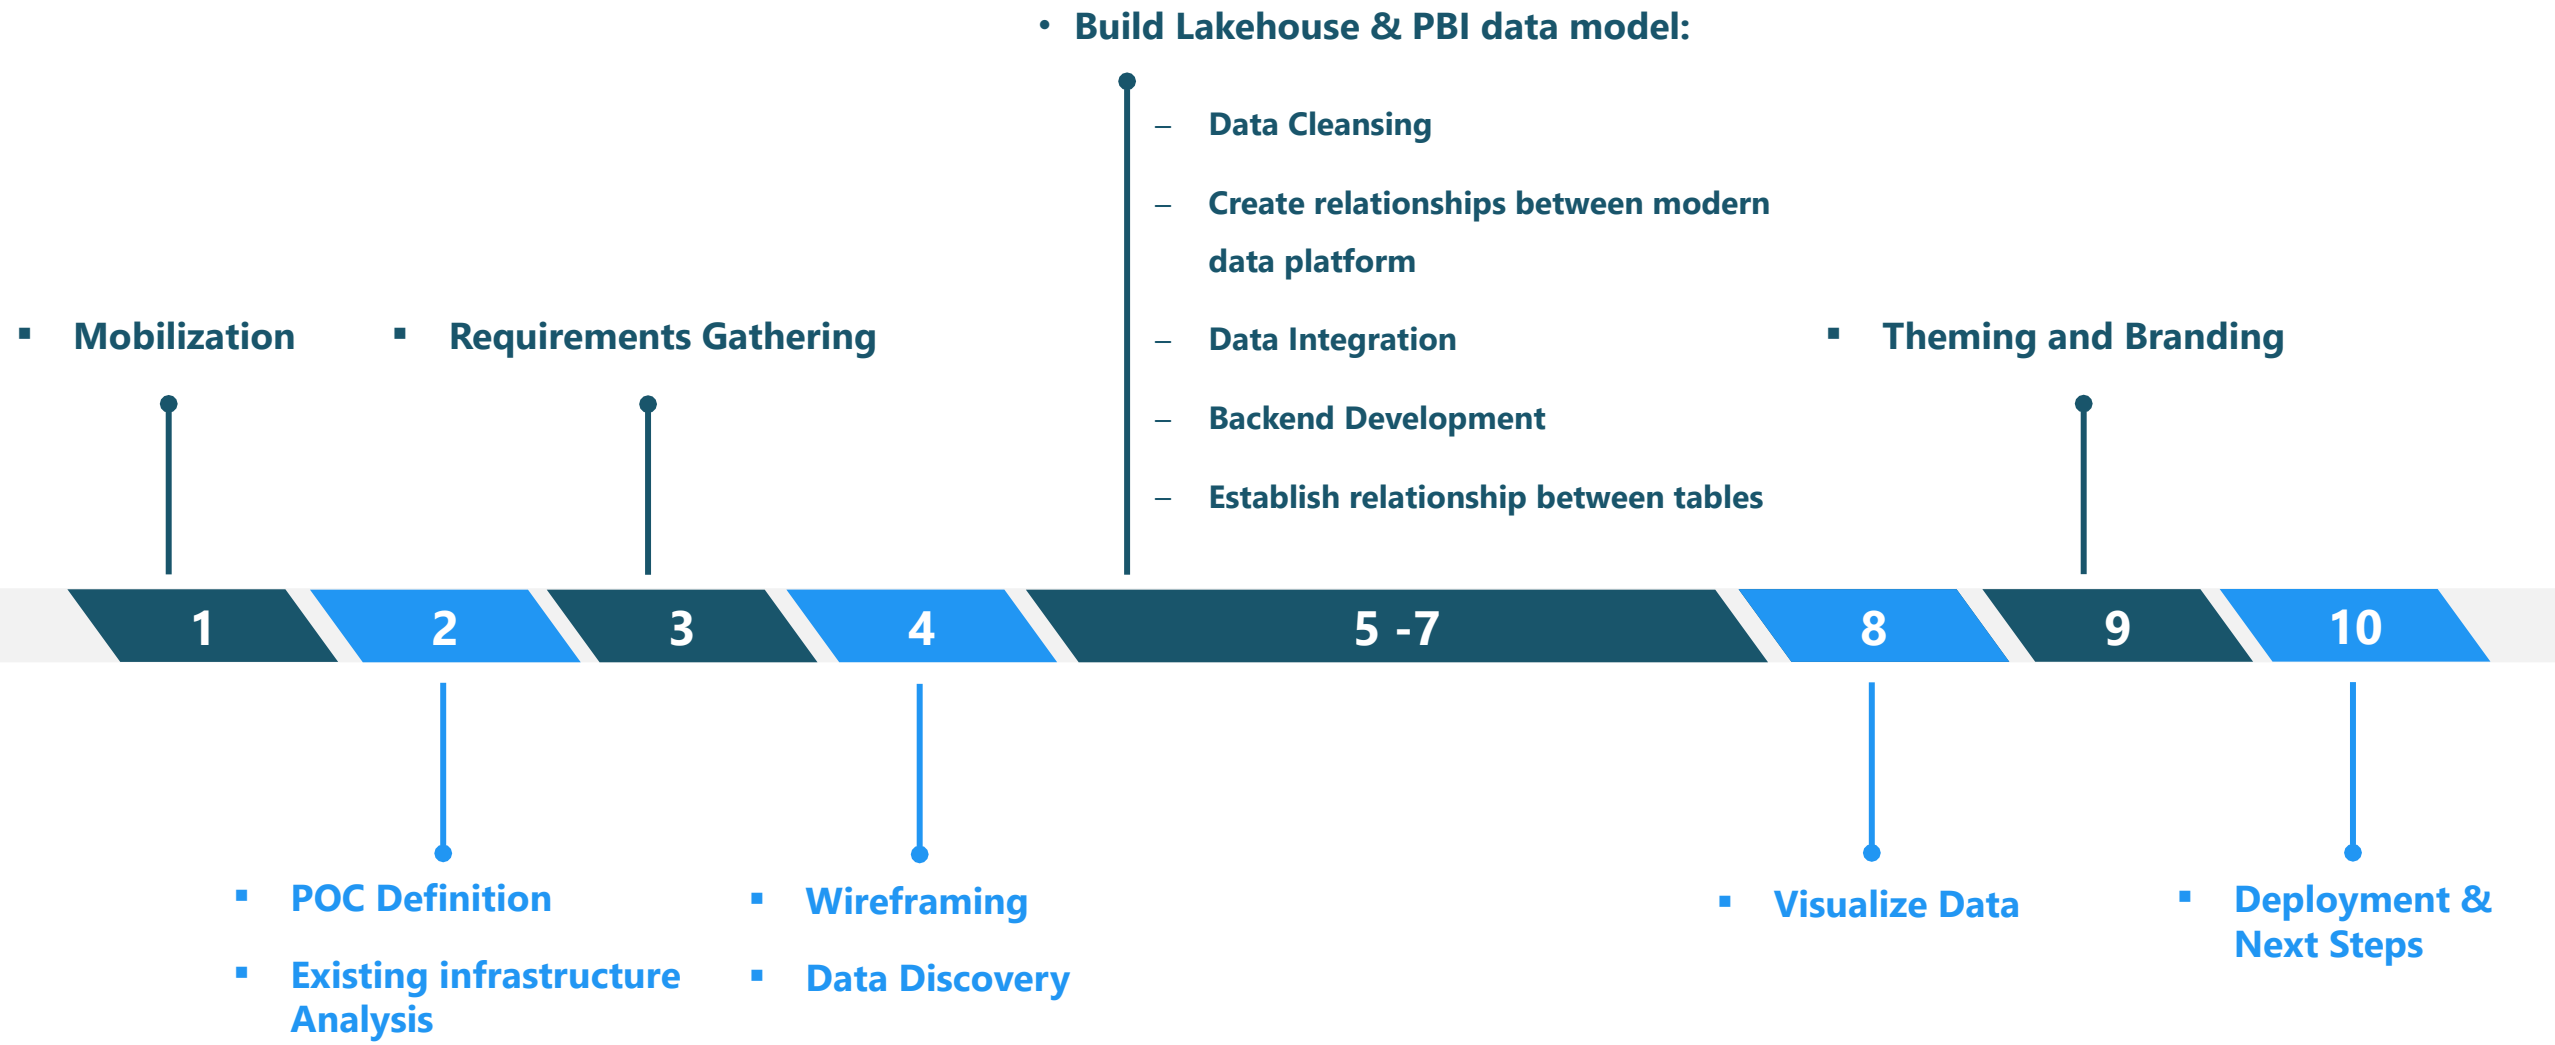 • Build Lakehouse & PBI data model:
– Data Cleansing
– Create relationships between modern
data platform
– Data Integration
– Backend Development
– Establish relationship between tables
▪ Mobilization
▪ Requirements Gathering
▪ Theming and Branding
1
2
3
4
5 -7
8
9
10
▪ POC Definition
▪ Existing infrastructure
Analysis
▪ Wireframing
▪ Data Discovery
▪ Visualize Data
▪ Deployment &
Next Steps